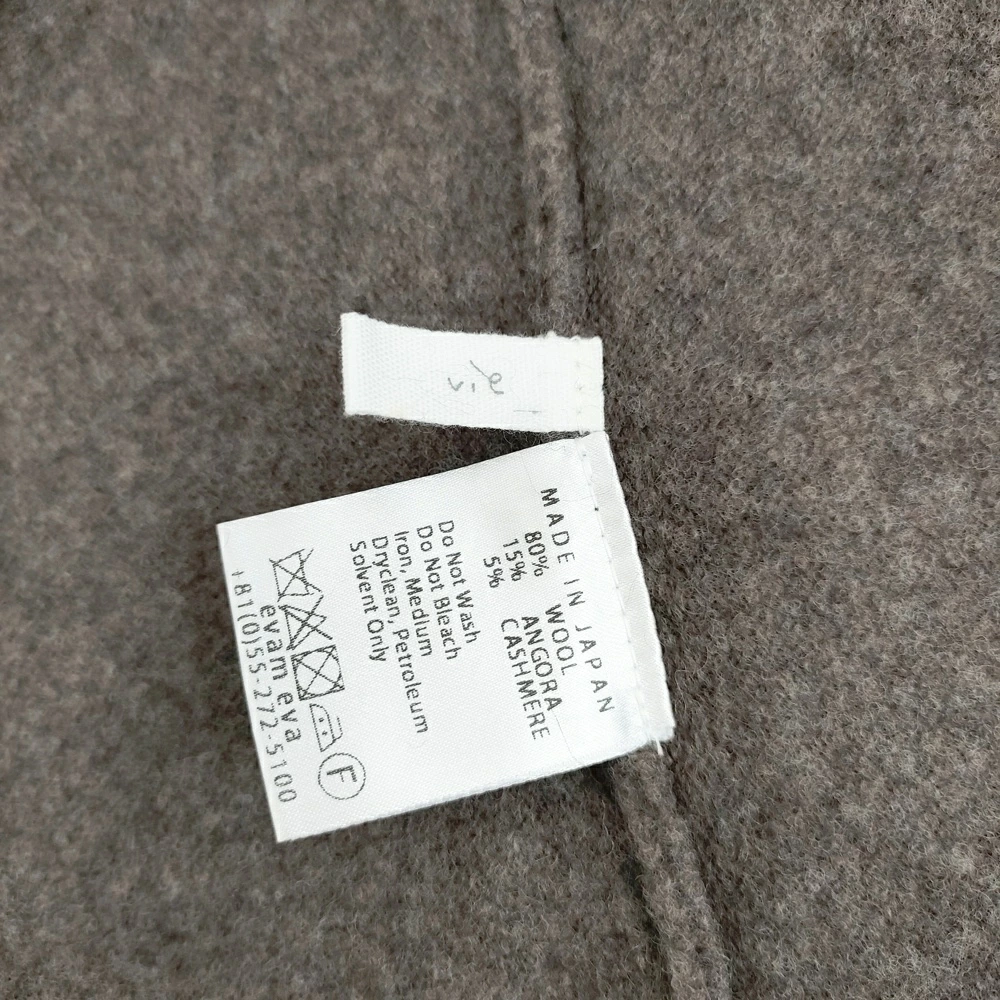 vie
MADE IN JAPAN
80% WOOL
15% ANGORA
5% CASHMERE
Do Not Wash
Do Not Bleach
Iron, Medium
Dryclean, Petroleum
Solvent Only
F
evam eva
+81(0)55-272-5100